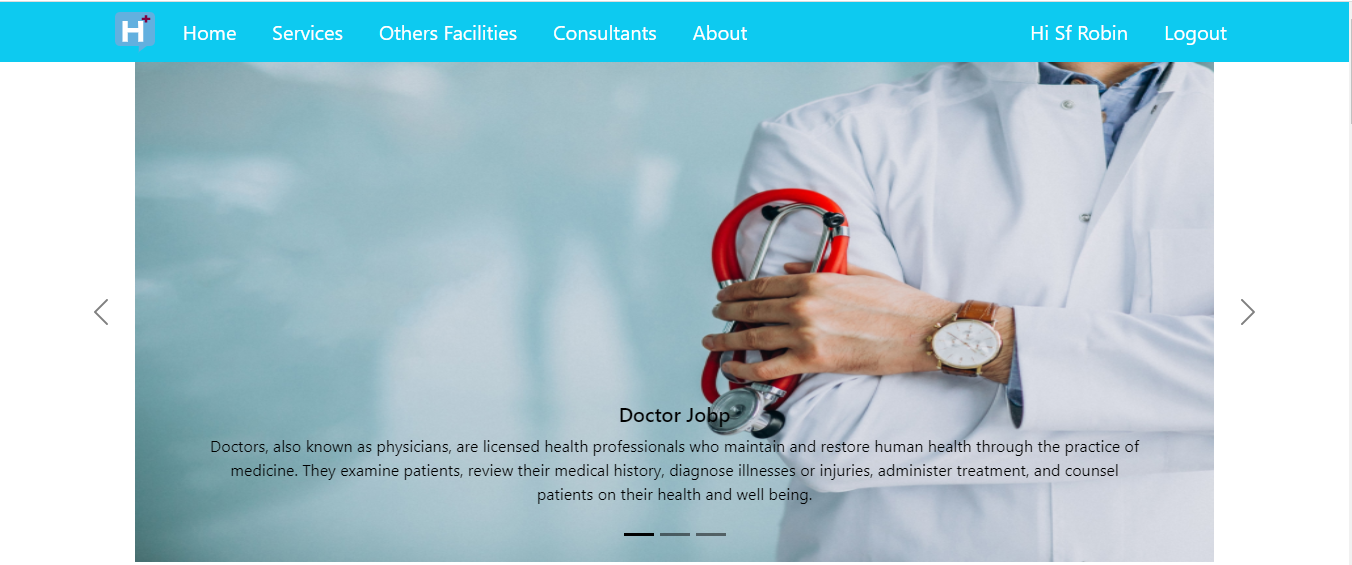 H+ Home Services Others Facilities Consultants About Hi Sf Robin Logout
Doctor Jobp
Doctors, also known as physicians, are licensed health professionals who maintain and restore human health through the practice of
medicine. They examine patients, review their medical history, diagnose illnesses or injuries, administer treatment, and counsel
patients on their health and well being.